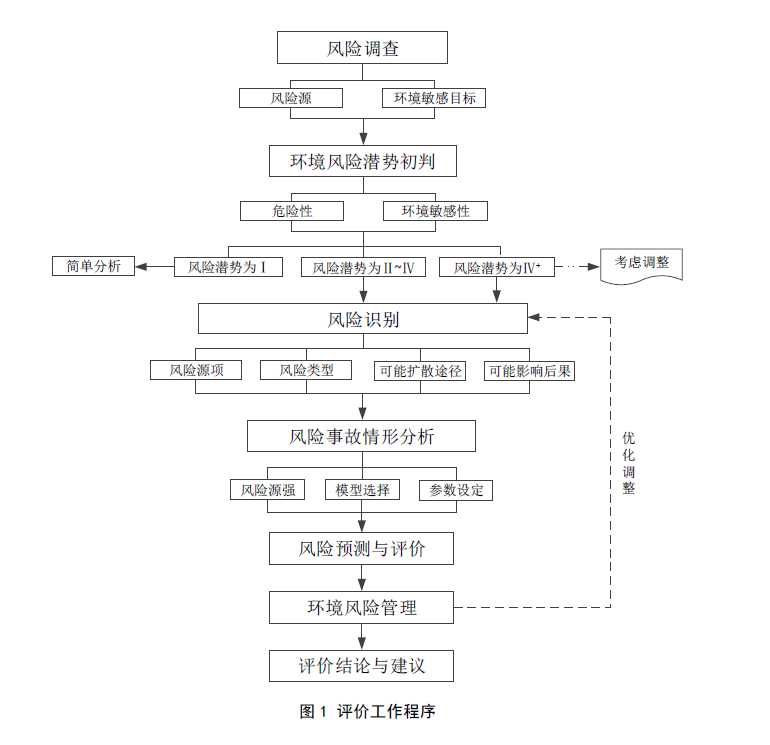 风险调查
风险源
环境敏感目标
环境风险潜势初判
危险性
环境敏感性
简单分析
风险潜势为Ⅰ
风险潜势为Ⅱ~Ⅳ
风险潜势为Ⅳ⁺
考虑调整
风险识别
风险源项
风险类型
可能扩散途径
可能影响后果
风险事故情形分析
优化调整
风险源强
模型选择
参数设定
风险预测与评价
环境风险管理
评价结论与建议
图 1 评价工作程序